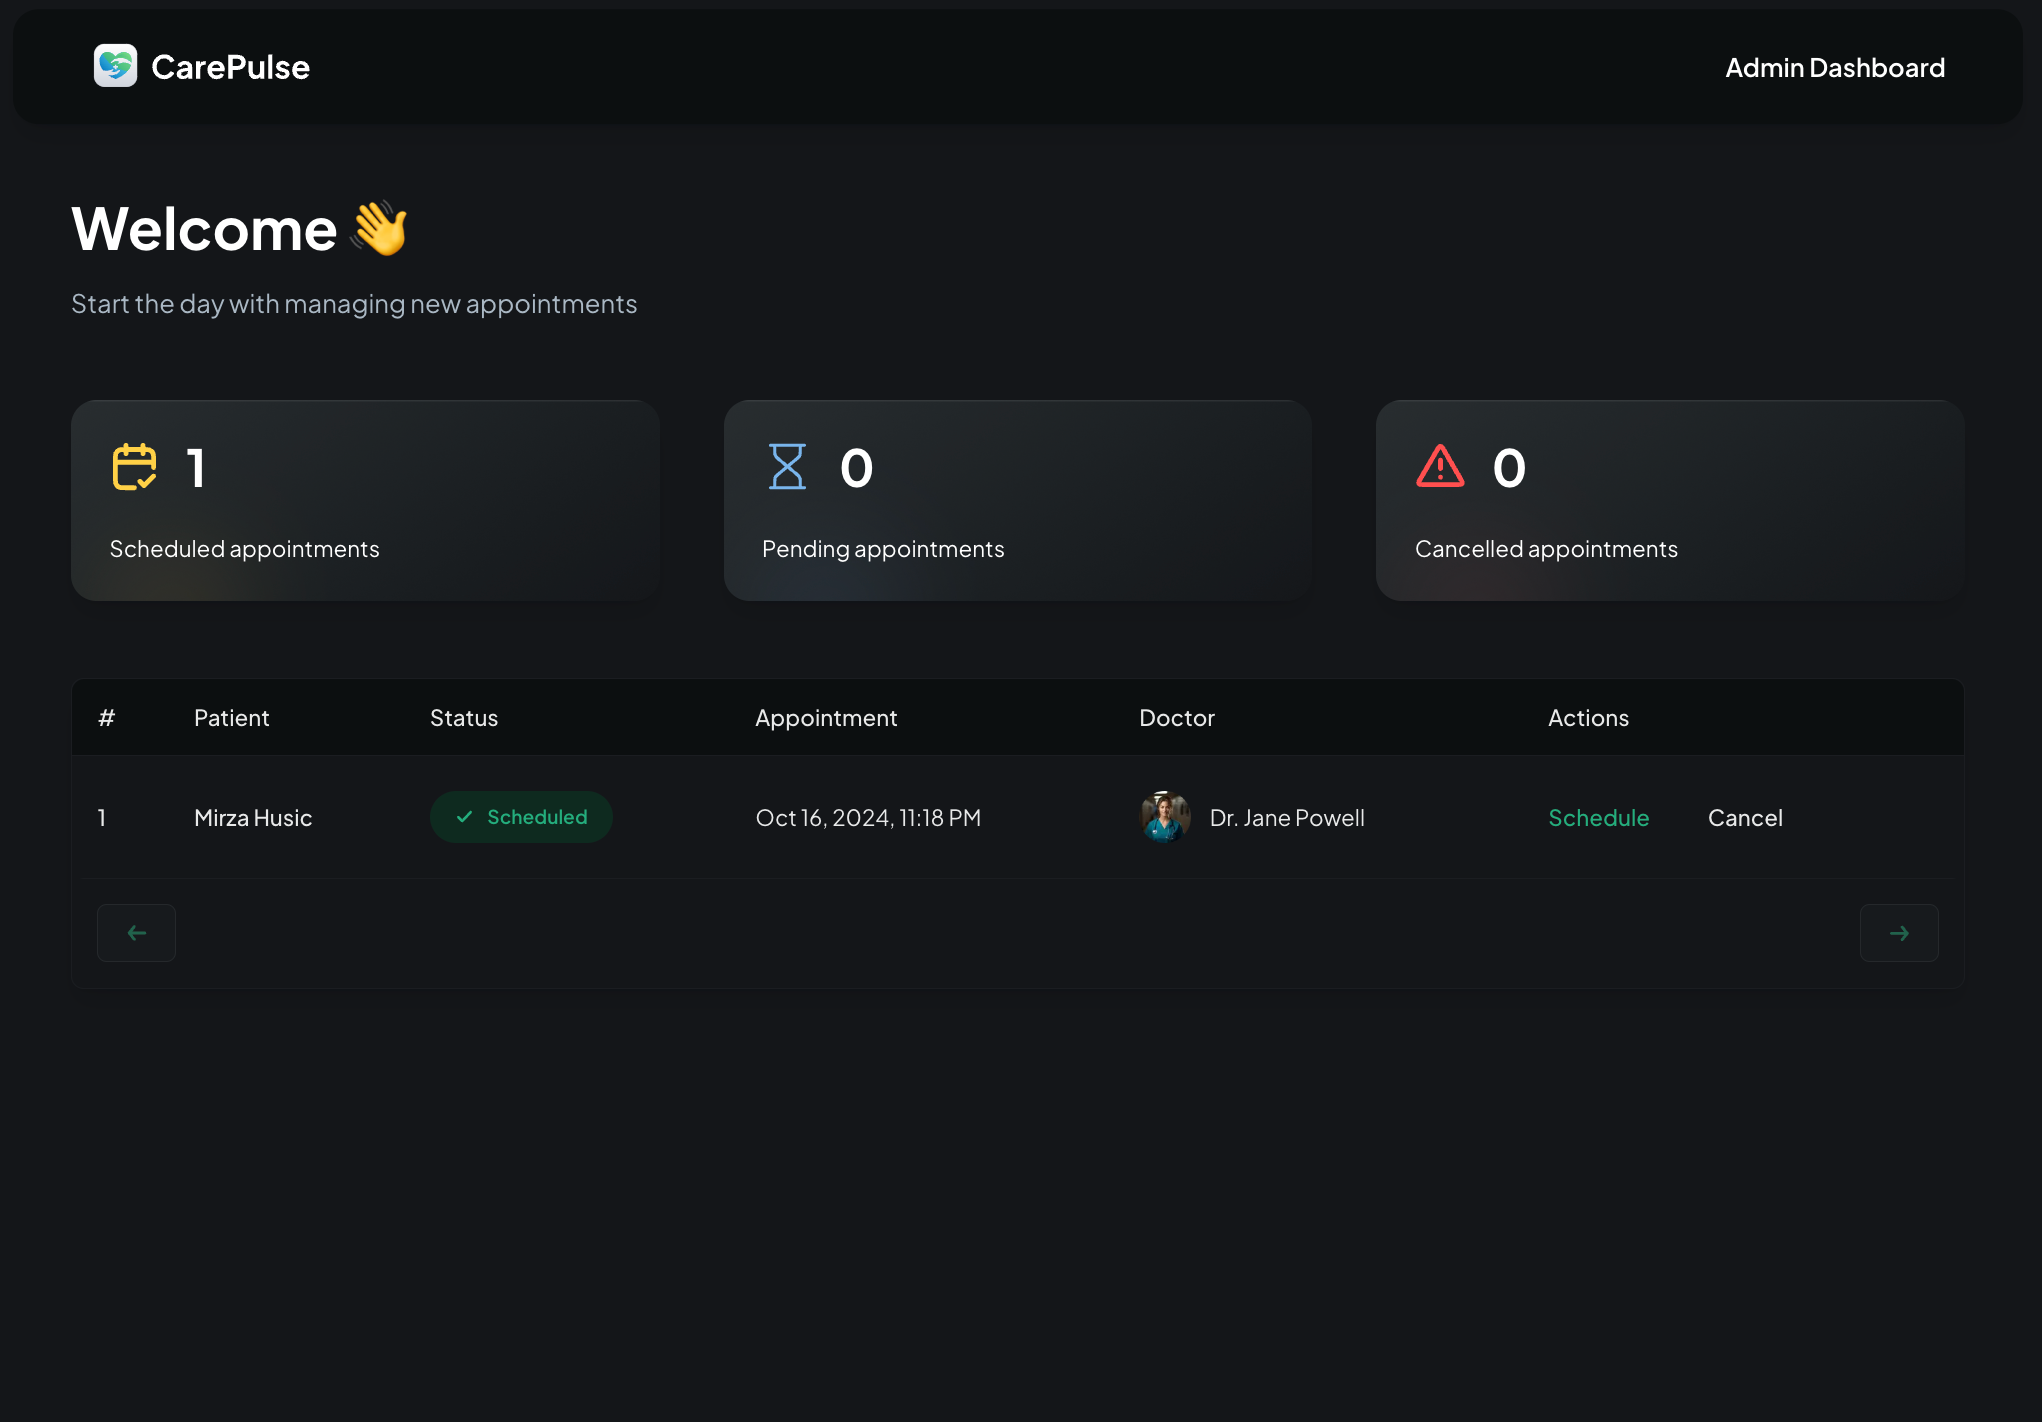 CarePulse
Admin Dashboard
Welcome 👋
Start the day with managing new appointments
1
Scheduled appointments
0
Pending appointments
0
Cancelled appointments
# Patient Status Appointment Doctor Actions
1 Mirza Husic Scheduled Oct 16, 2024, 11:18 PM Dr. Jane Powell Schedule Cancel